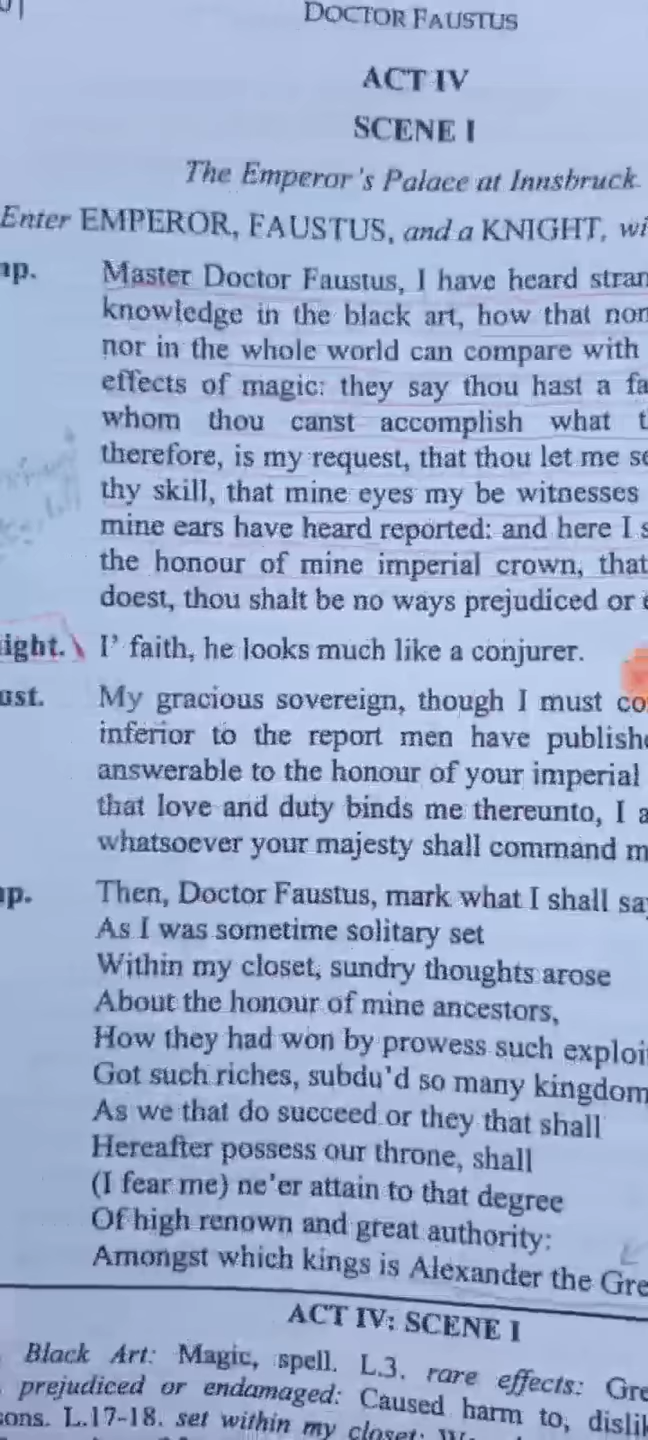 DOCTOR FAUSTUS
ACT IV
SCENE I
The Emperor's Palace at Innsbruck
Enter EMPEROR, FAUSTUS, and a KNIGHT, wi
mp. Master Doctor Faustus, I have heard stran
knowledge in the black art, how that non
nor in the whole world can compare with
effects of magic: they say thou hast a fa
whom thou canst accomplish what t
therefore, is my request, that thou let me se
thy skill, that mine eyes my be witnesses
mine ears have heard reported: and here I s
the honour of mine imperial crown, that
doest, thou shalt be no ways prejudiced or e
ight. I' faith, he looks much like a conjurer.
ust. My gracious sovereign, though I must co
inferior to the report men have publishe
answerable to the honour of your imperial
that love and duty binds me thereunto, I a
whatsoever your majesty shall command m
mp. Then, Doctor Faustus, mark what I shall say
As I was sometime solitary set
Within my closet, sundry thoughts arose
About the honour of mine ancestors,
How they had won by prowess such exploit
Got such riches, subdu'd so many kingdom
As we that do succeed or they that shall
Hereafter possess our throne, shall
(I fear me) ne'er attain to that degree
Of high renown and great authority:
Amongst which kings is Alexander the Gre
ACT IV: SCENE I
Black Art: Magic, spell. L.3. rare effects: Gre
prejudiced or endamaged: Caused harm to, dislik
sons. L.17-18. set within my closet: